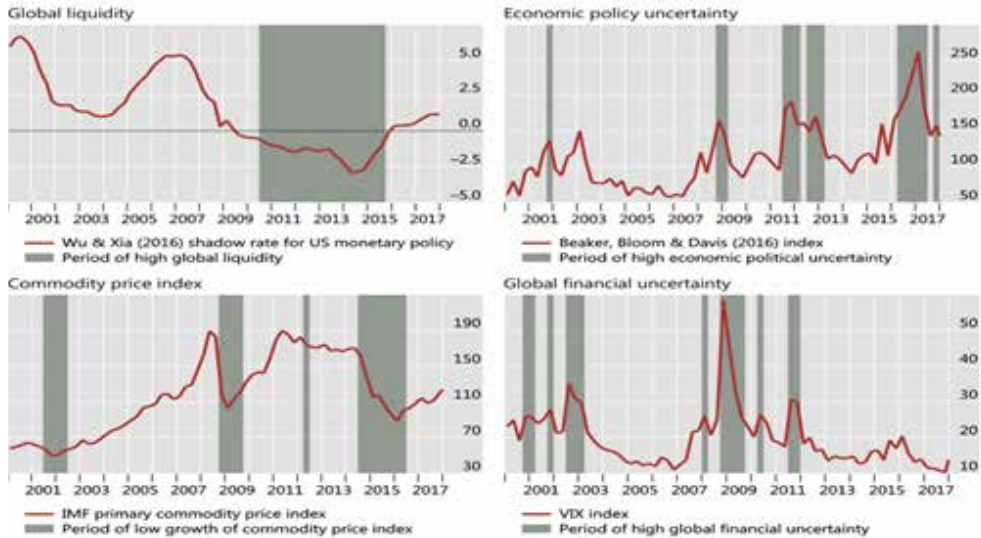 Global liquidity
5.0
2.5
0.0
−2.5
−5.0
2001 2003 2005 2007 2009 2011 2013 2015 2017
Wu & Xia (2016) shadow rate for US monetary policy
Period of high global liquidity
Economic policy uncertainty
250
200
150
100
50
2001 2003 2005 2007 2009 2011 2013 2015 2017
Beaker, Bloom & Davis (2016) index
Period of high economic political uncertainty
Commodity price index
190
150
110
70
30
2001 2003 2005 2007 2009 2011 2013 2015 2017
IMF primary commodity price index
Period of low growth of commodity price index
Global financial uncertainty
50
40
30
20
10
2001 2003 2005 2007 2009 2011 2013 2015 2017
VIX index
Period of high global financial uncertainty